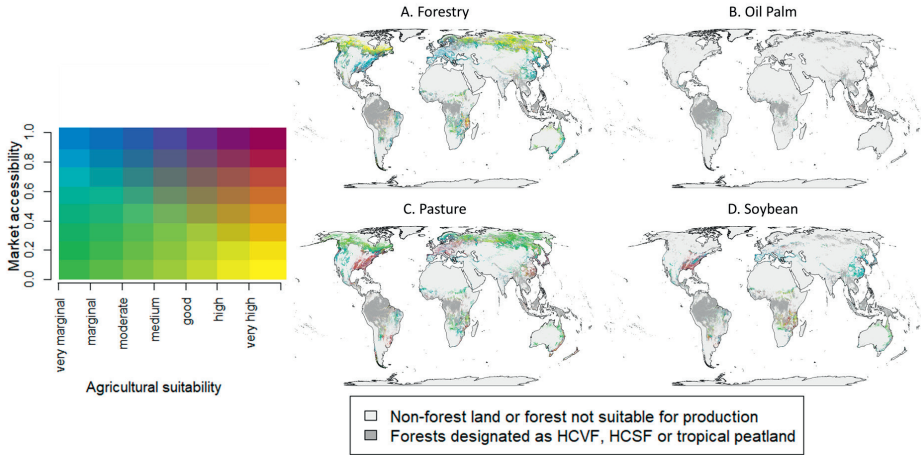 A. Forestry
B. Oil Palm
Market accessibility
1.0
0.8
0.6
0.4
0.2
0.0
very marginal
marginal
moderate
medium
good
high
very high
Agricultural suitability
C. Pasture
D. Soybean
Non-forest land or forest not suitable for production
Forests designated as HCVF, HCSF or tropical peatland